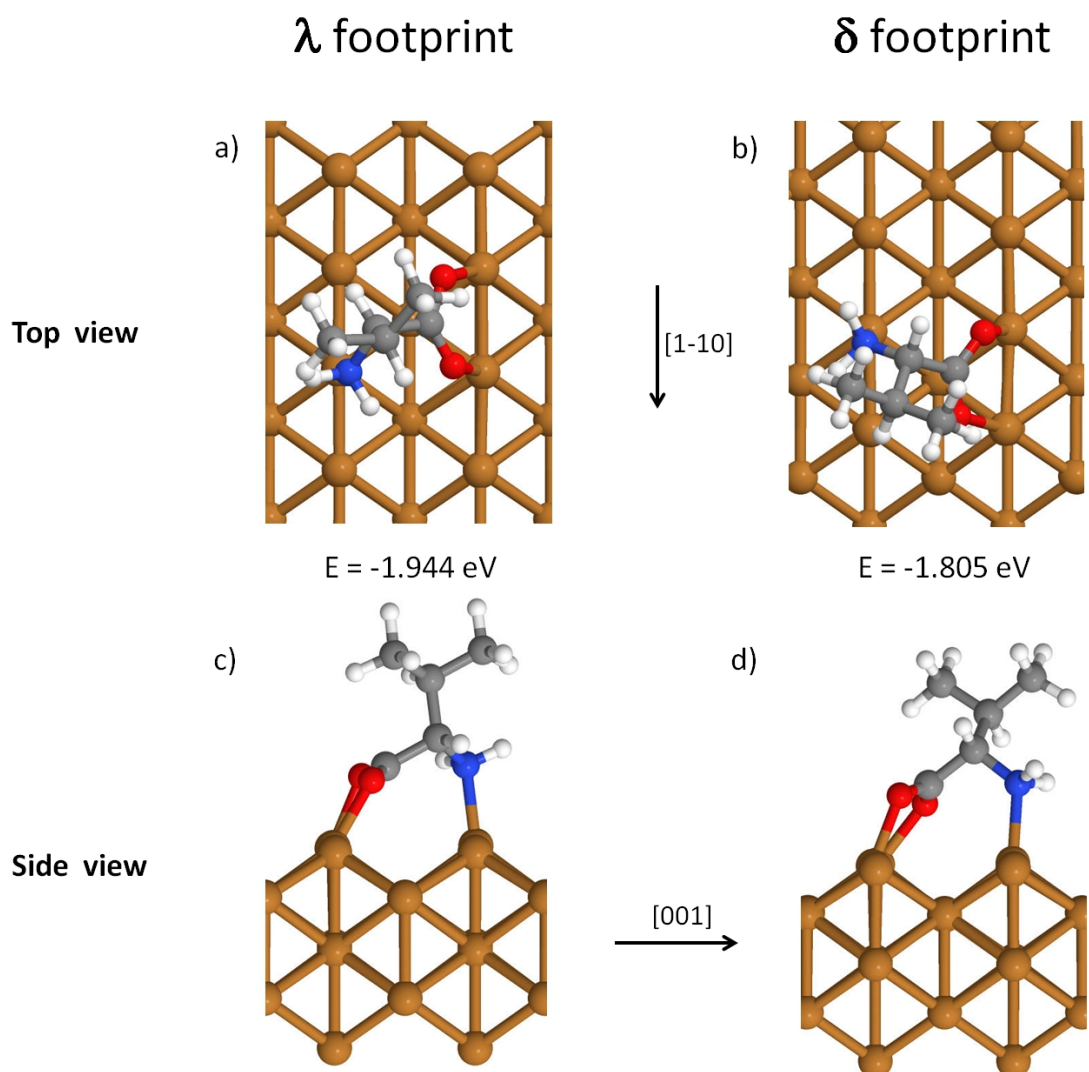 λ footprint
δ footprint
a)
b)
Top view
[1-10]
E = -1.944 eV
E = -1.805 eV
c)
d)
Side view
[001]